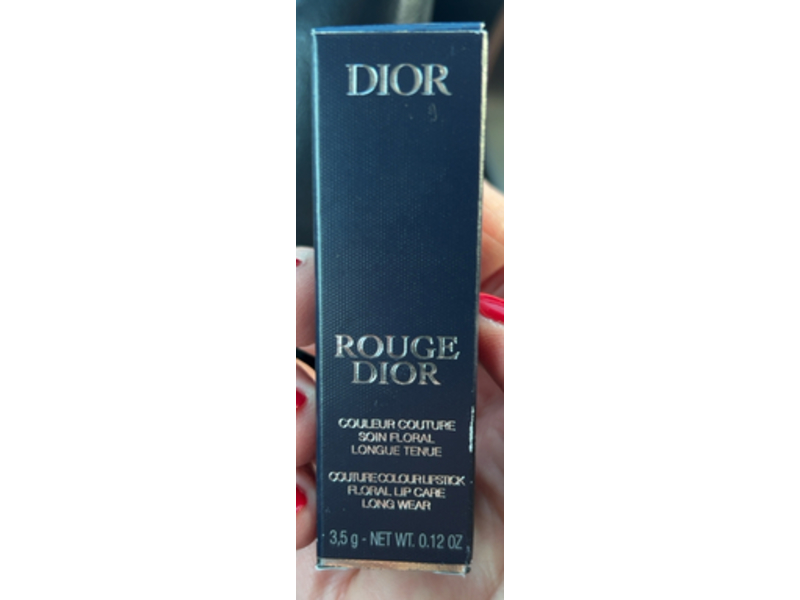 DIOR
ROUGE
DIOR
COULEUR COUTURE
SOIN FLORAL
LONGUE TENUE
COUTURE COLOUR LIPSTICK
FLORAL LIP CARE
LONG WEAR
3,5 g - NET WT. 0.12 OZ